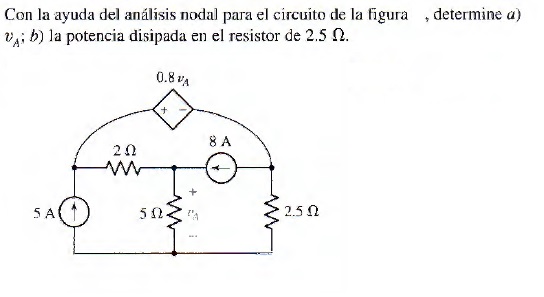 Con la ayuda del análisis nodal para el circuito de la figura , determine a)
v_A; b) la potencia disipada en el resistor de 2.5 Ω.
0.8 v_A
+ −
2 Ω
8 A
5 A
5 Ω
+
v_A
−
2.5 Ω